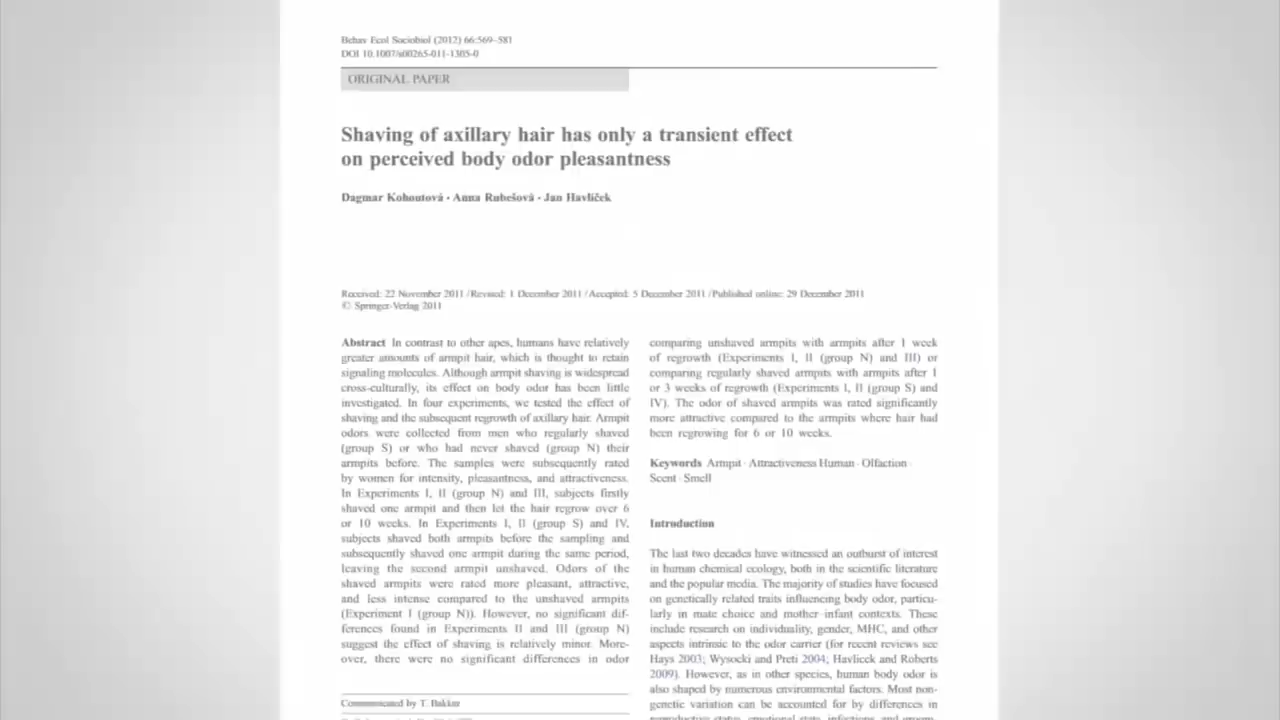 Behav Ecol Sociobiol (2012) 66:569–581
DOI 10.1007/s00265-011-1305-0
ORIGINAL PAPER
Shaving of axillary hair has only a transient effect
on perceived body odor pleasantness
Dagmar Kohoutová · Anna Rubešová · Jan Havlíček
Received: 22 November 2011 / Revised: 1 December 2011 / Accepted: 5 December 2011 / Published online: 29 December 2011
© Springer-Verlag 2011
Abstract In contrast to other apes, humans have relatively
greater amounts of armpit hair, which is thought to retain
signaling molecules. Although armpit shaving is widespread
cross-culturally, its effect on body odor has been little
investigated. In four experiments, we tested the effect of
shaving and the subsequent regrowth of axillary hair. Armpit
odors were collected from men who regularly shaved
(group S) or who had never shaved (group N) their
armpits before. The samples were subsequently rated
by women for intensity, pleasantness, and attractiveness.
In Experiments I, II (group N) and III, subjects firstly
shaved one armpit and then let the hair regrow over 6
or 10 weeks. In Experiments I, II (group S) and IV,
subjects shaved both armpits before the sampling and
subsequently shaved one armpit during the same period,
leaving the second armpit unshaved. Odors of the
shaved armpits were rated more pleasant, attractive,
and less intense compared to the unshaved armpits
(Experiment I (group N)). However, no significant dif-
ferences found in Experiments II and III (group N)
suggest the effect of shaving is relatively minor. More-
over, there were no significant differences in odor
Communicated by T. Bakker
comparing unshaved armpits with armpits after 1 week
of regrowth (Experiments I, II (group N) and III) or
comparing regularly shaved armpits with armpits after 1
or 3 weeks of regrowth (Experiments I, II (group S) and
IV). The odor of shaved armpits was rated significantly
more attractive compared to the armpits where hair had
been regrowing for 6 or 10 weeks.
Keywords Armpit · Attractiveness Human · Olfaction ·
Scent · Smell
Introduction
The last two decades have witnessed an outburst of interest
in human chemical ecology, both in the scientific literature
and the popular media. The majority of studies have focused
on genetically related traits influencing body odor, particu-
larly in mate choice and mother–infant contexts. These
include research on individuality, gender, MHC, and other
aspects intrinsic to the odor carrier (for recent reviews see
Hays 2003; Wysocki and Preti 2004; Havlicek and Roberts
2009). However, as in other species, human body odor is
also shaped by numerous environmental factors. Most non-
genetic variation can be accounted for by differences in
reproductive status, emotional state, infections, and